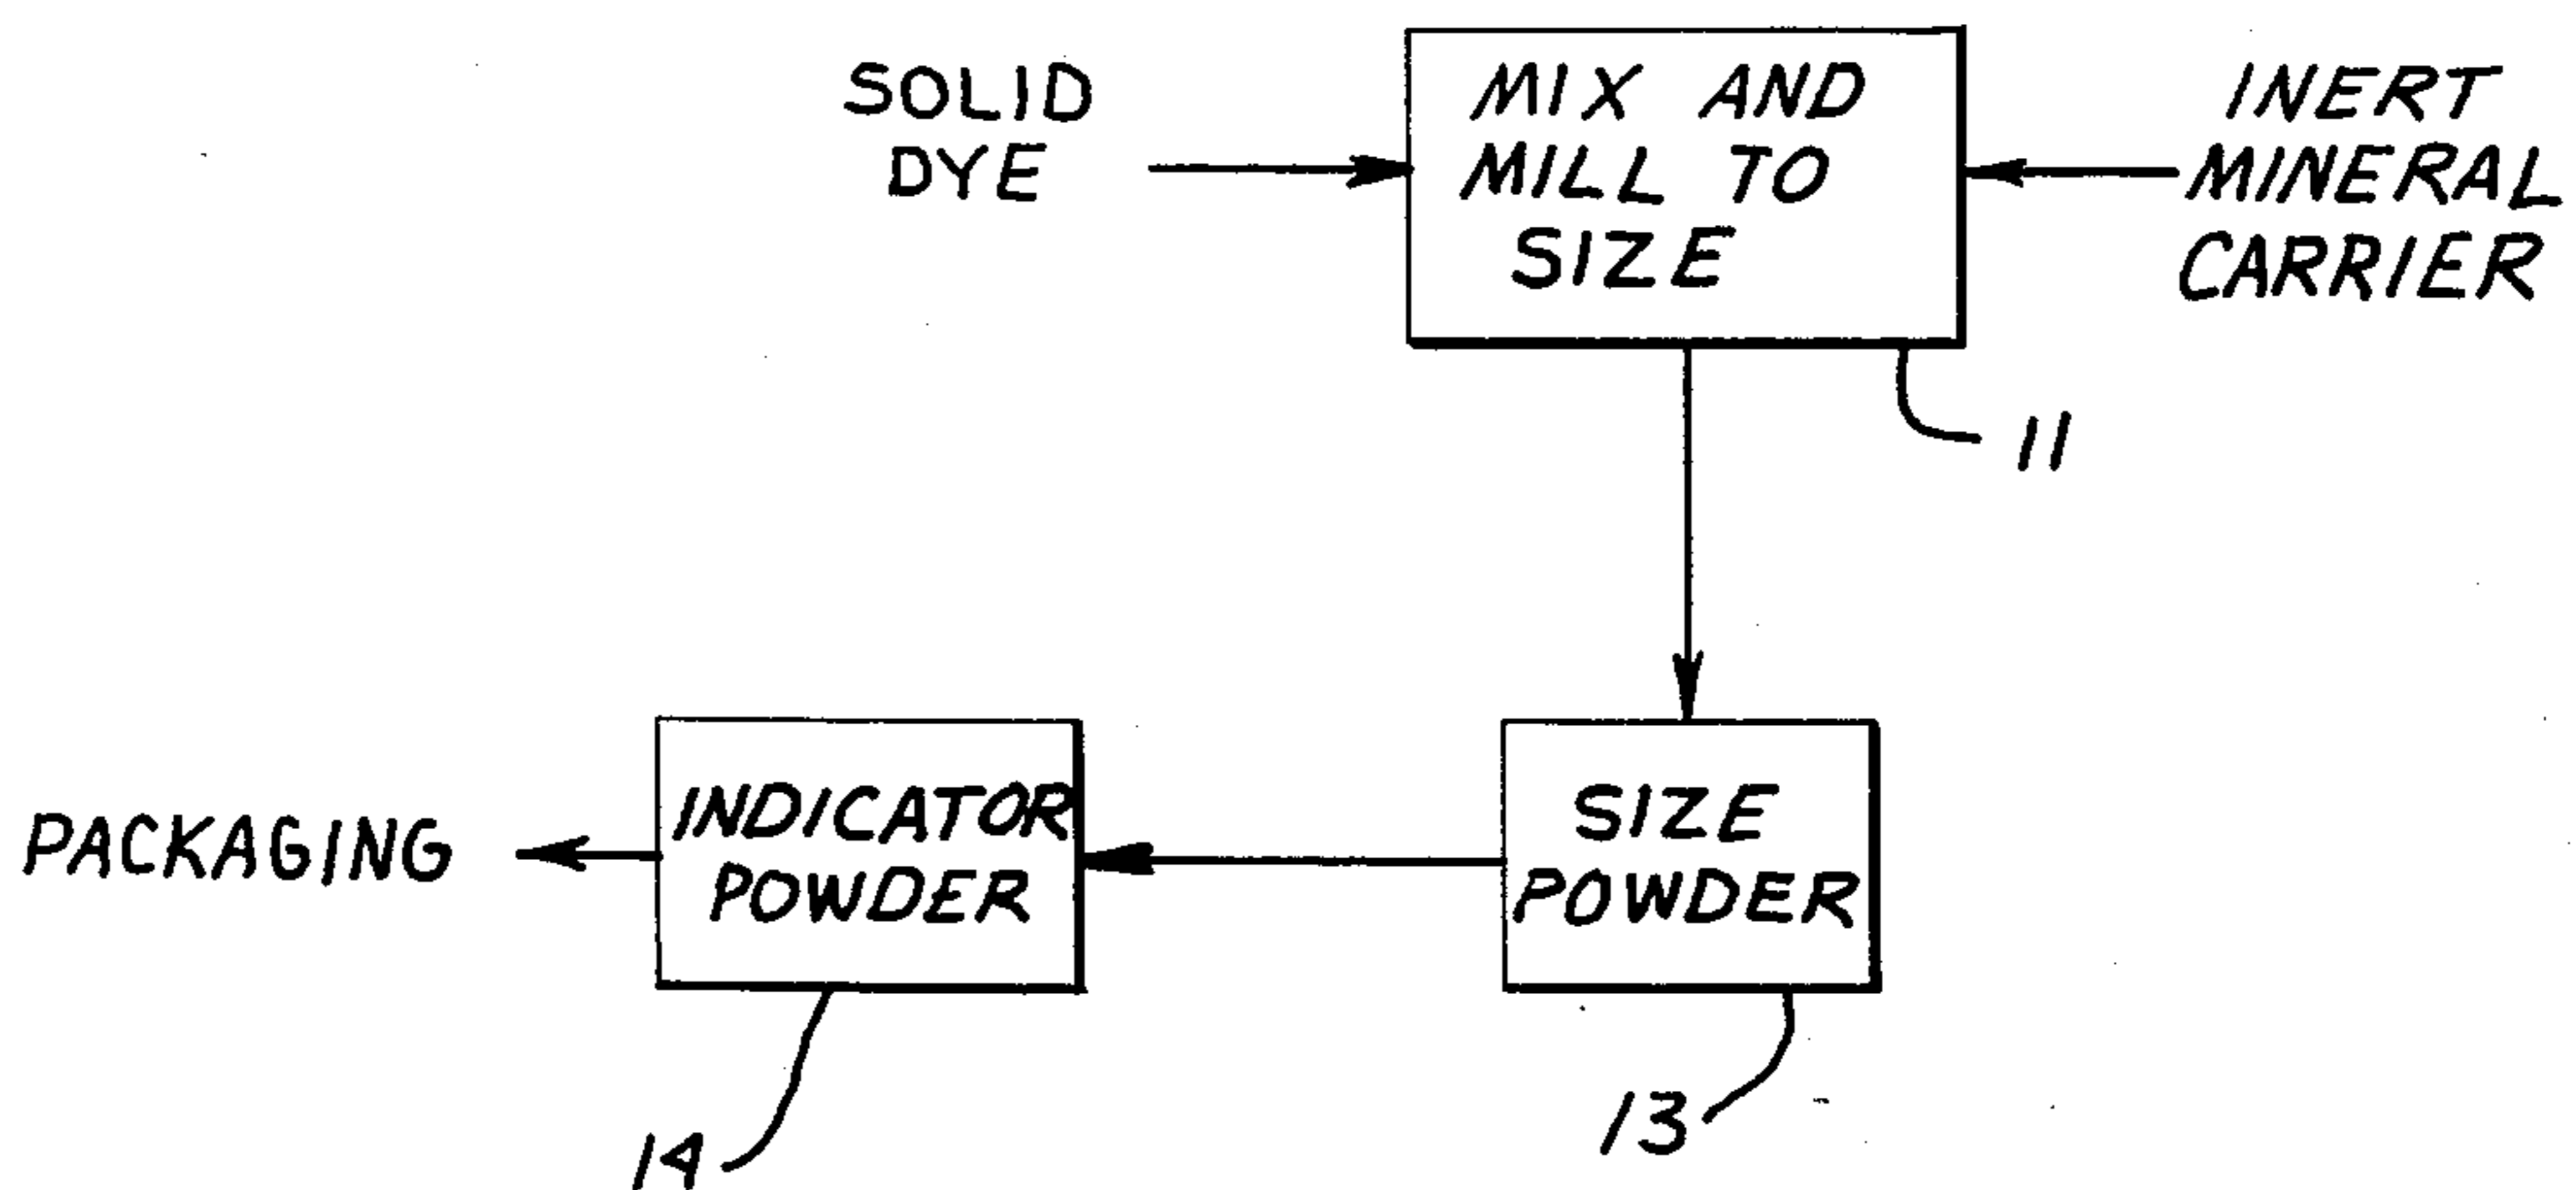 SOLID
DYE
MIX AND
MILL TO
SIZE
INERT
MINERAL
CARRIER
11
PACKAGING
INDICATOR
POWDER
SIZE
POWDER
14
13